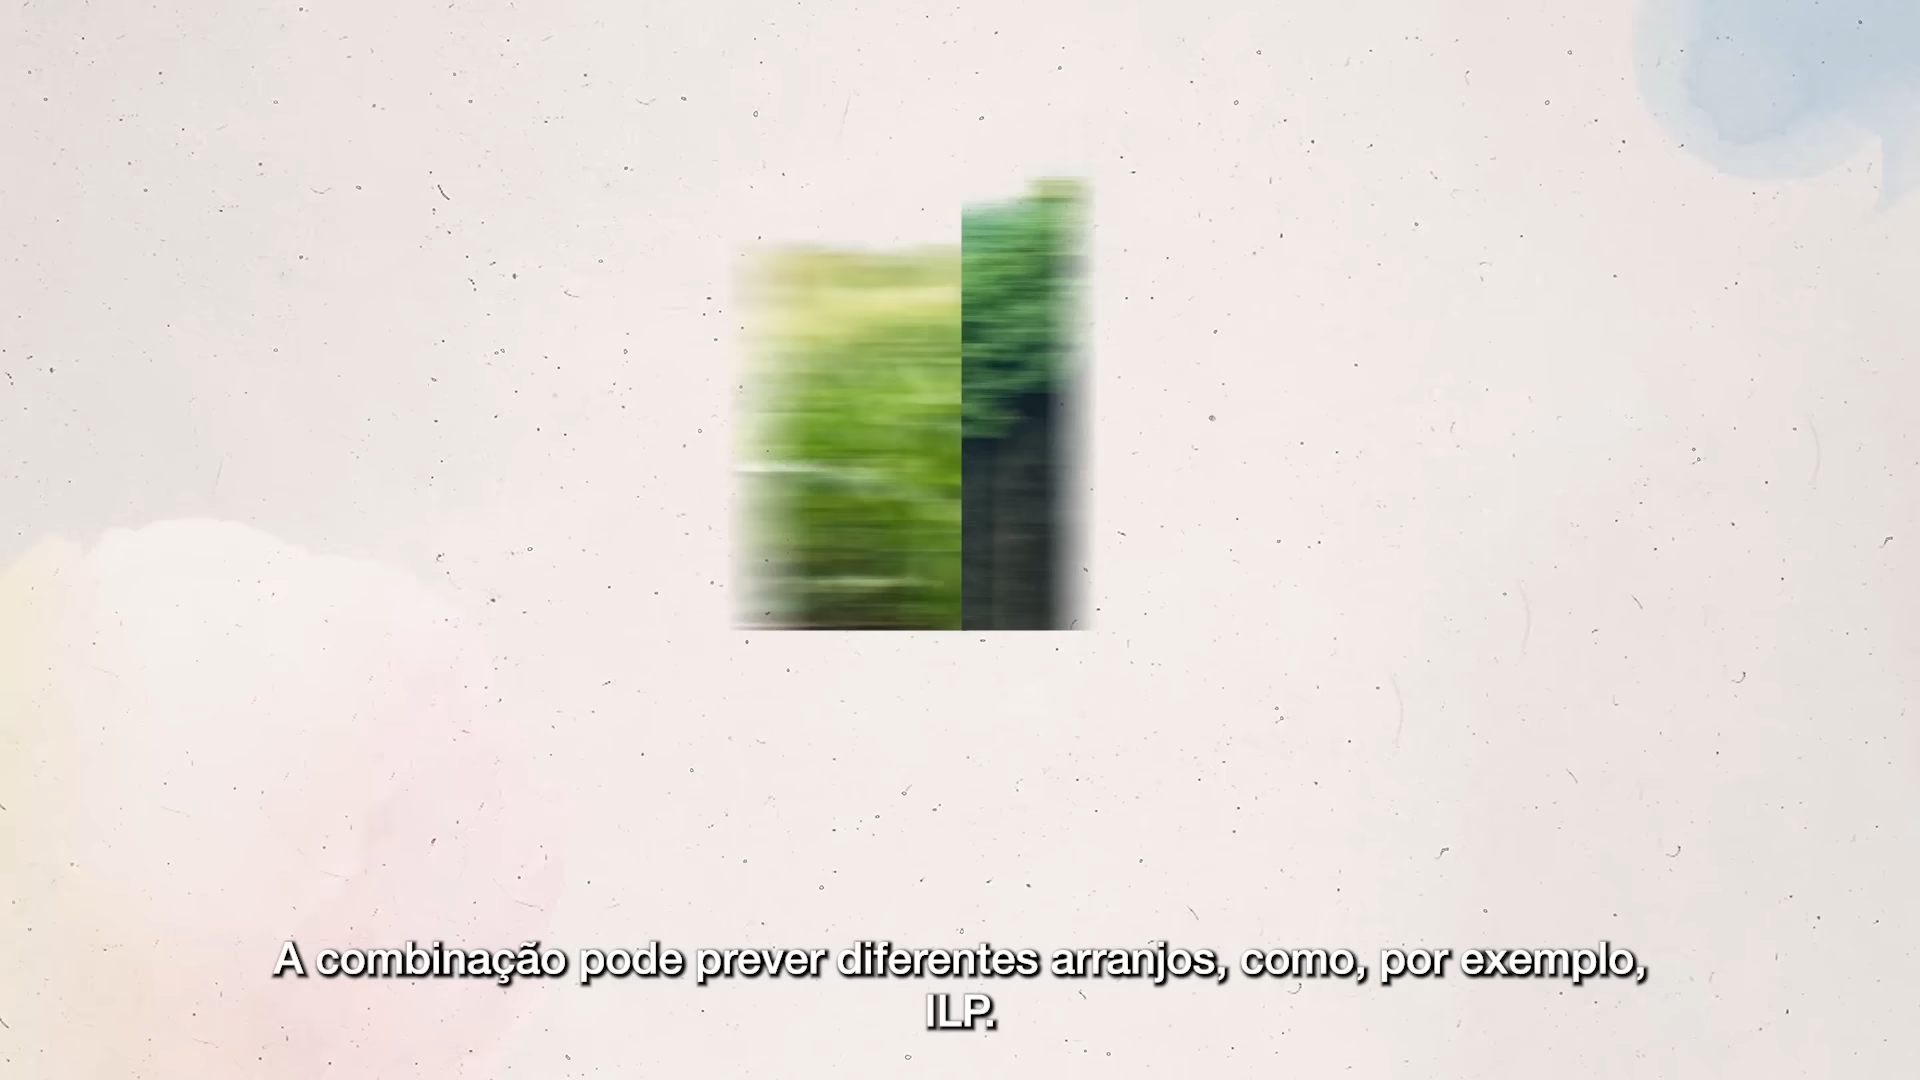 A combinação pode prever diferentes arranjos, como, por exemplo,
ILP.